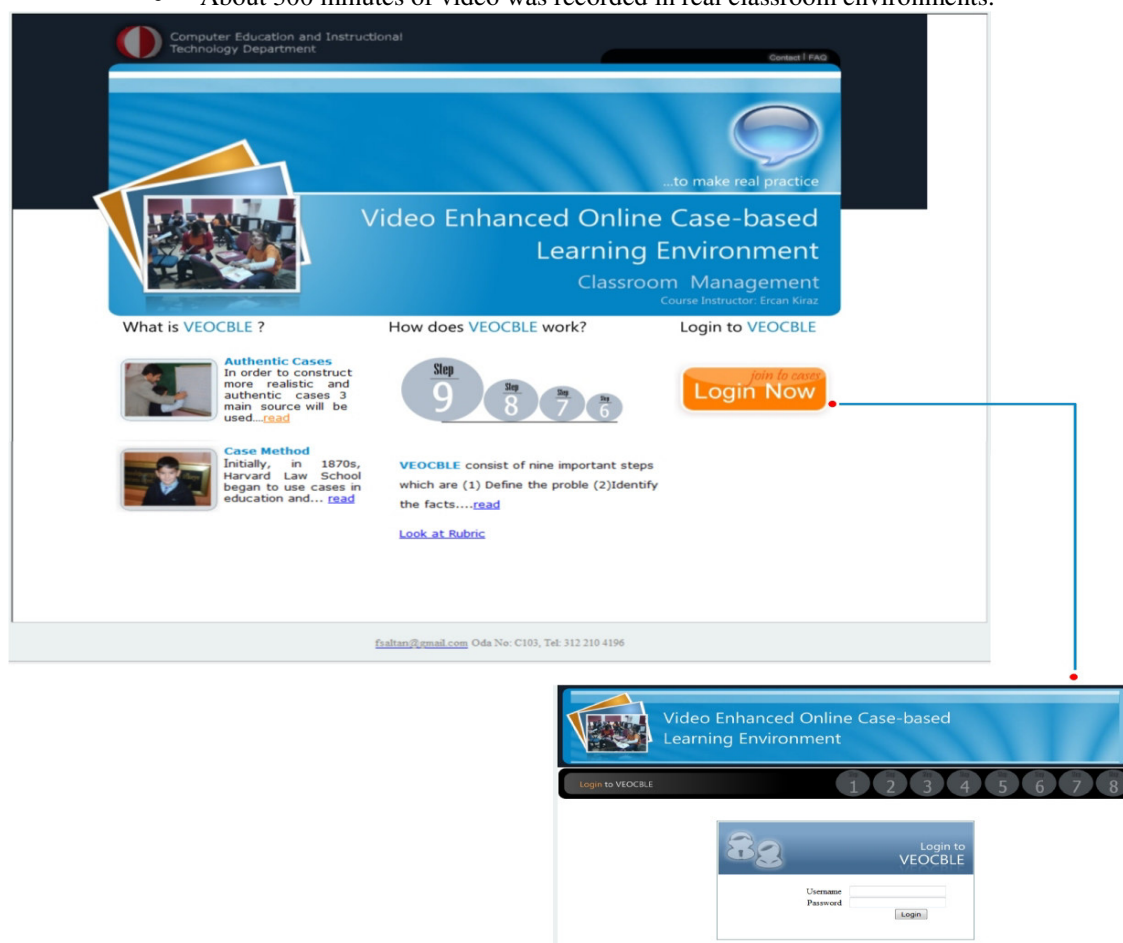 About 500 minutes of video was recorded in real classroom environments.
Computer Education and Instructional
Technology Department
Contact | FAQ
...to make real practice
Video Enhanced Online Case-based
Learning Environment
Classroom Management
Course Instructor: Ercan Kiraz
What is VEOCBLE ?
Authentic Cases
In order to construct
more realistic and
authentic cases 3
main source will be
used....read
Case Method
Initially, in 1870s,
Harvard Law School
began to use cases in
education and... read
How does VEOCBLE work?
Step Step Step Step
9 8 7 6
VEOCBLE consist of nine important steps
which are (1) Define the proble (2)Identify
the facts....read
Look at Rubric
Login to VEOCBLE
join to cases
Login Now
fsaltan@gmail.com Oda No: C103, Tel: 312 210 4196
Video Enhanced Online Case-based
Learning Environment
Login to VEOCBLE
1 2 3 4 5 6 7 8
Login to
VEOCBLE
Username
Password
Login